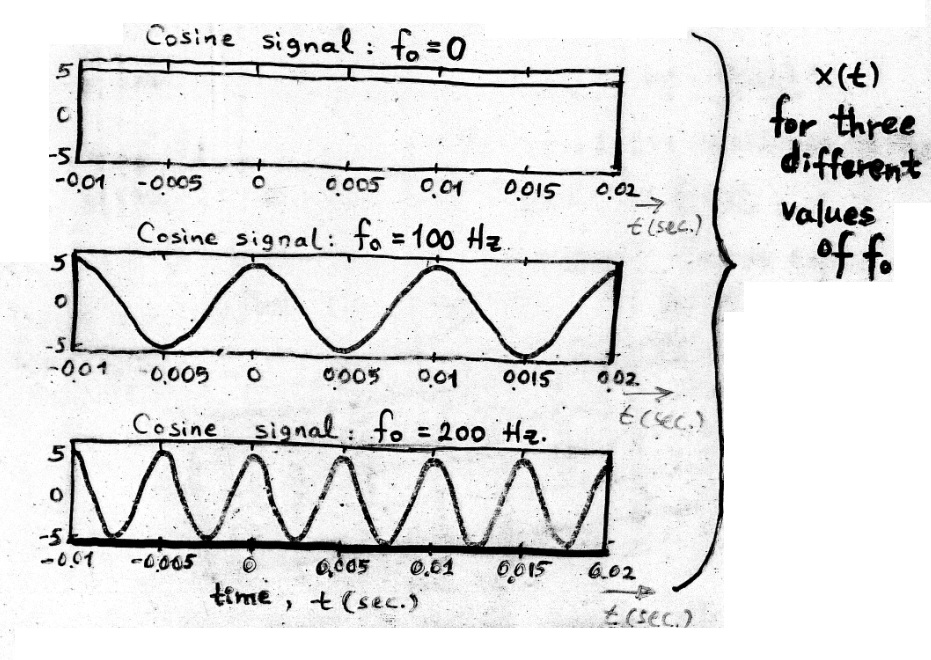 Cosine signal : f₀ = 0
5
0
-5
-0.01 -0.005 0 0.005 0.01 0.015 0.02
t (sec.)
Cosine signal : f₀ = 100 Hz.
5
0
-5
-0.01 -0.005 0 0.005 0.01 0.015 0.02
t (sec.)
Cosine signal : f₀ = 200 Hz.
5
0
-5
-0.01 -0.005 0 0.005 0.01 0.015 0.02
time, t (sec.)
t (sec.)
x(t)
for three
different
values
of f₀